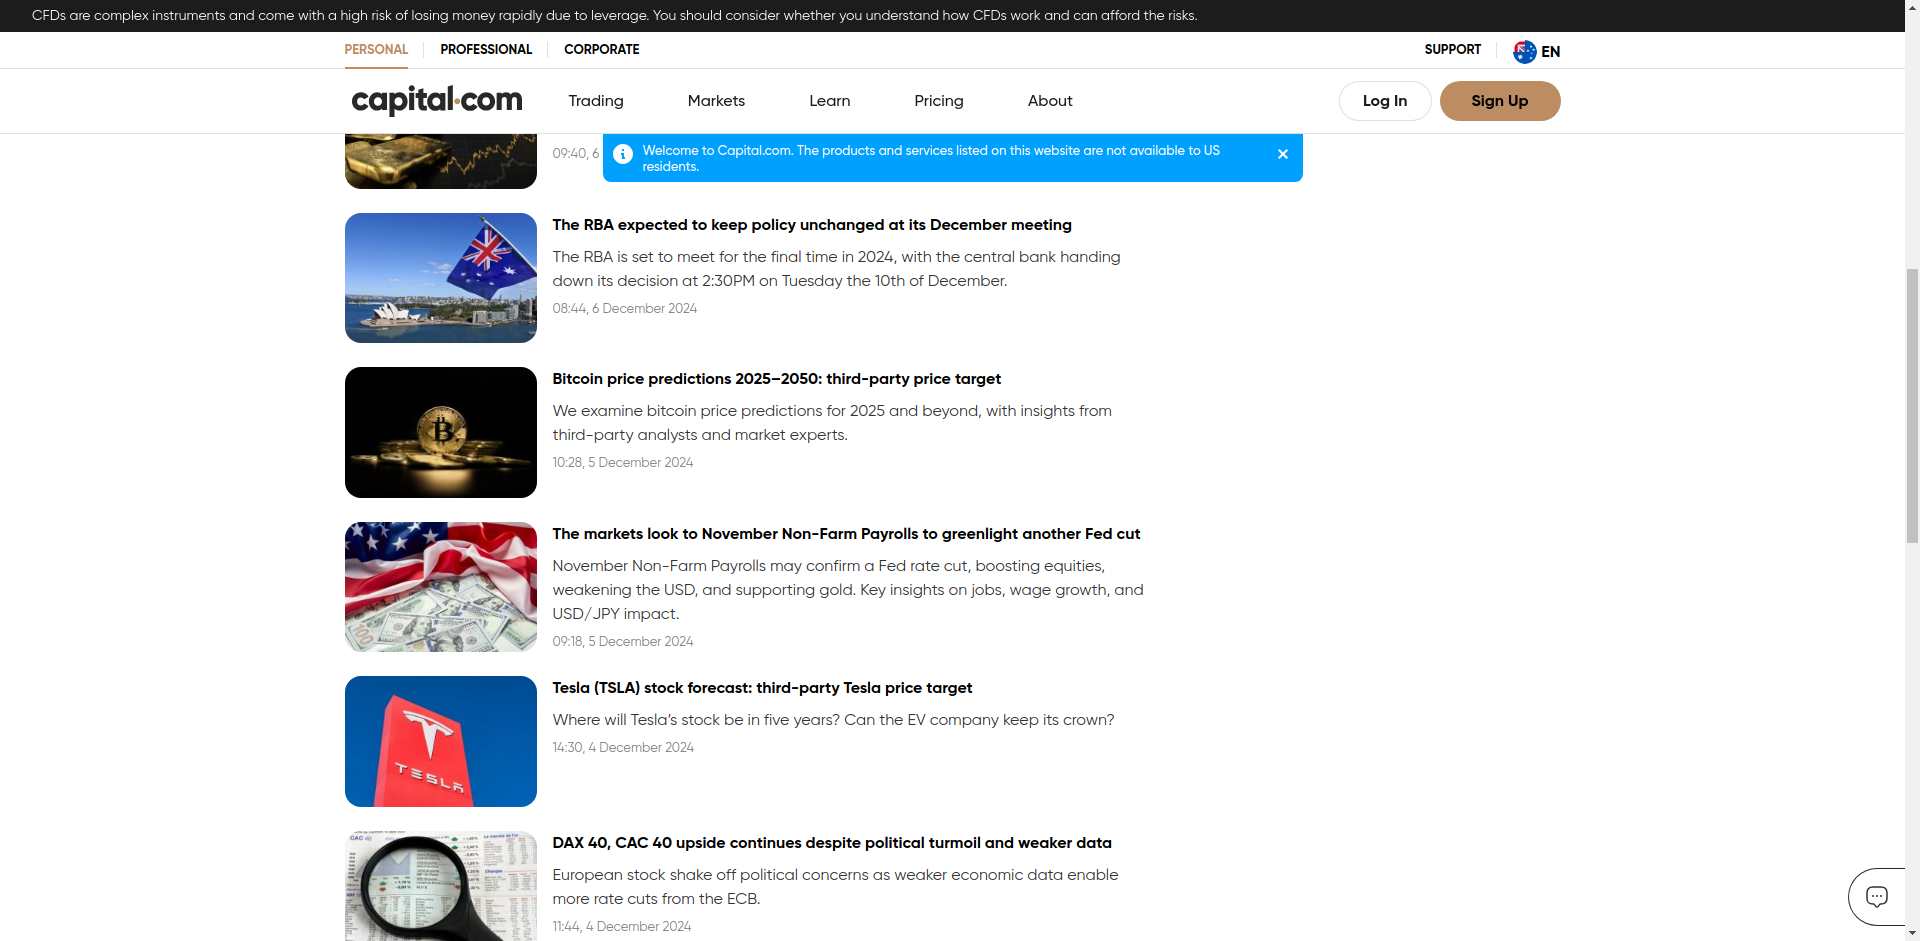 CFDs are complex instruments and come with a high risk of losing money rapidly due to leverage. You should consider whether you understand how CFDs work and can afford the risks.
PERSONAL
PROFESSIONAL
CORPORATE
SUPPORT
EN
capital.com
Trading
Markets
Learn
Pricing
About
Log In
Sign Up
09:40, 6
Welcome to Capital.com. The products and services listed on this website are not available to US
residents.
The RBA expected to keep policy unchanged at its December meeting
The RBA is set to meet for the final time in 2024, with the central bank handing
down its decision at 2:30PM on Tuesday the 10th of December.
08:44, 6 December 2024
Bitcoin price predictions 2025–2050: third-party price target
We examine bitcoin price predictions for 2025 and beyond, with insights from
third-party analysts and market experts.
10:28, 5 December 2024
The markets look to November Non-Farm Payrolls to greenlight another Fed cut
November Non-Farm Payrolls may confirm a Fed rate cut, boosting equities,
weakening the USD, and supporting gold. Key insights on jobs, wage growth, and
USD/JPY impact.
09:18, 5 December 2024
TESLA
Tesla (TSLA) stock forecast: third-party Tesla price target
Where will Tesla’s stock be in five years? Can the EV company keep its crown?
14:30, 4 December 2024
CAC 40
DAX 40, CAC 40 upside continues despite political turmoil and weaker data
European stock shake off political concerns as weaker economic data enable
more rate cuts from the ECB.
11:44, 4 December 2024